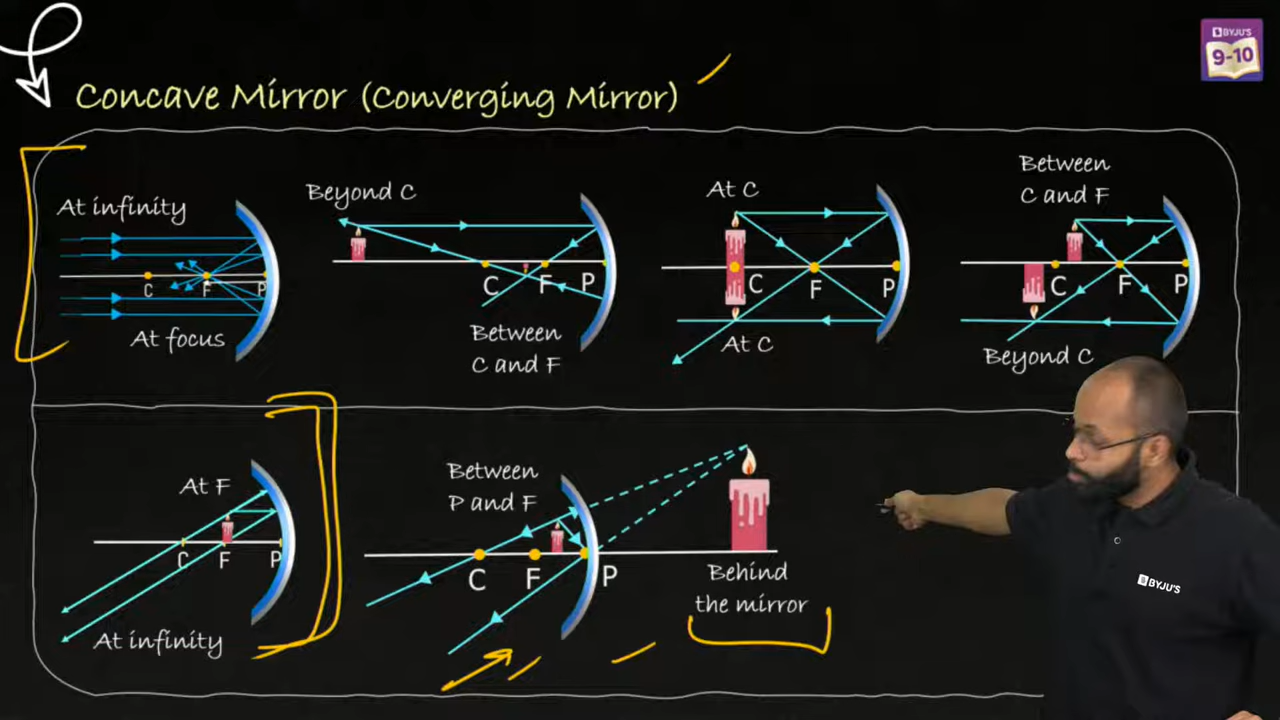 BYJU'S
9-10
Concave Mirror (Converging Mirror)
At infinity
C
F
P
At focus
Beyond C
C
F
P
Between
C and F
At C
C
F
P
At C
Between
C and F
C
F
P
Beyond C
At F
C
F
P
At infinity
Between
P and F
C
F
P
Behind
the mirror
BYJU'S